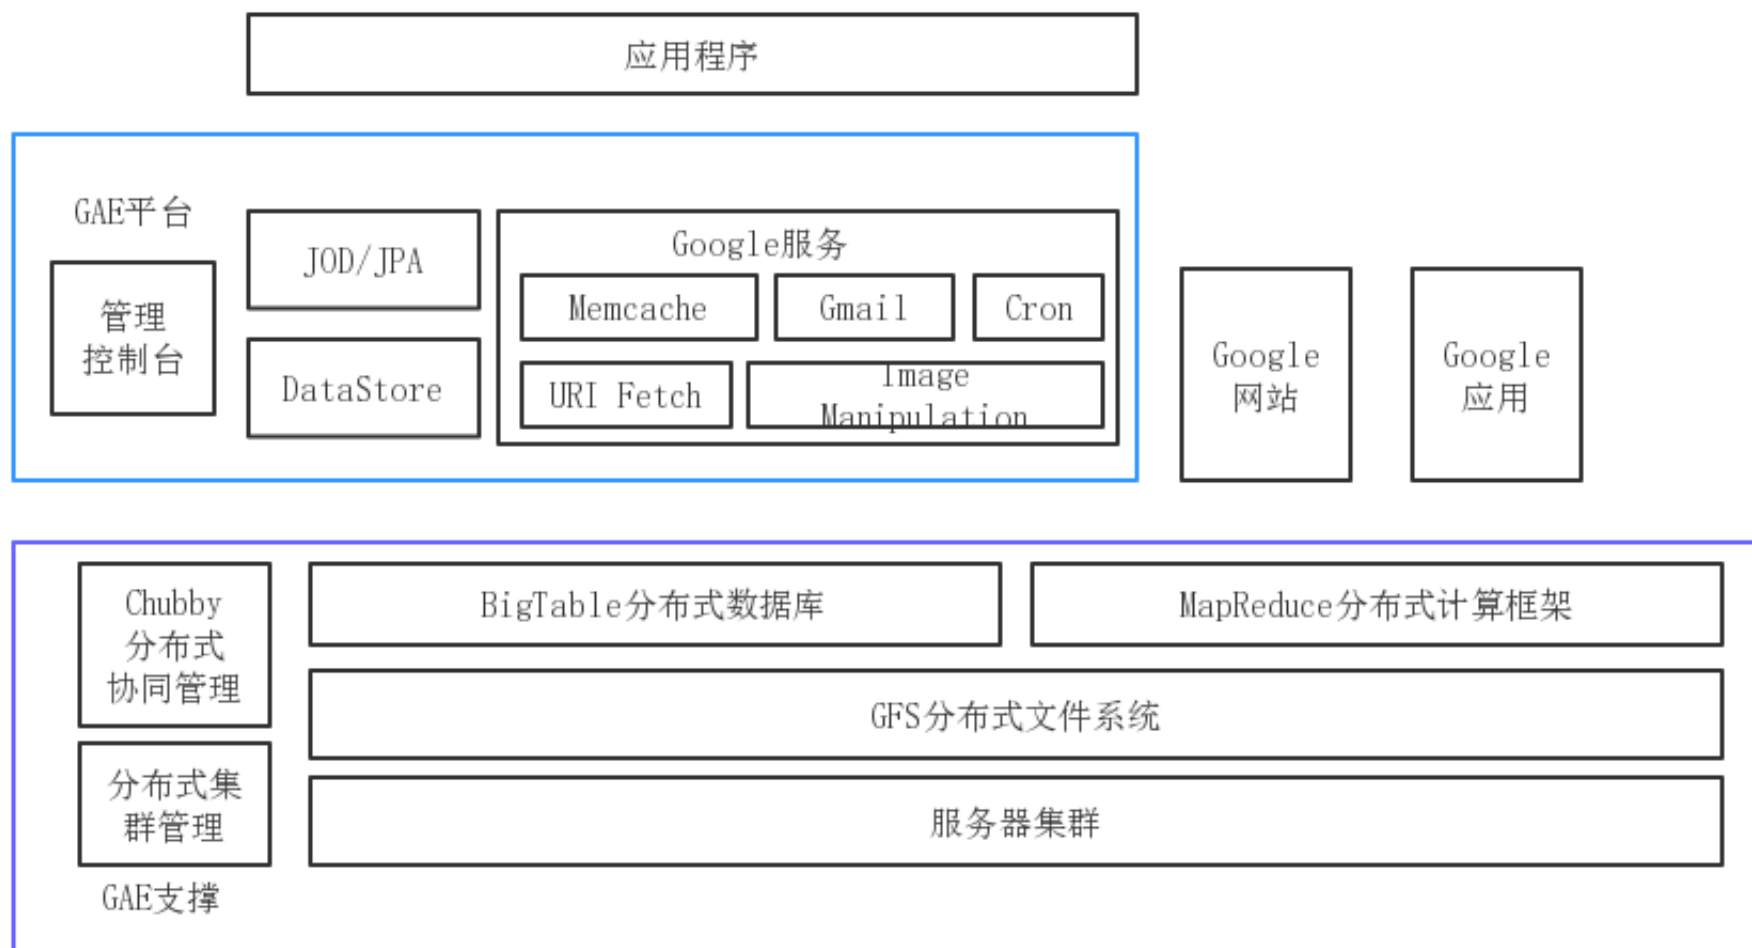 应用程序
GAE平台
管理
控制台
JOD/JPA
DataStore
Google服务
Memcache
Gmail
Cron
URI Fetch
Image
Manipulation
Google
网站
Google
应用
Chubby
分布式
协同管理
BigTable分布式数据库
MapReduce分布式计算框架
GFS分布式文件系统
分布式集
群管理
服务器集群
GAE支撑